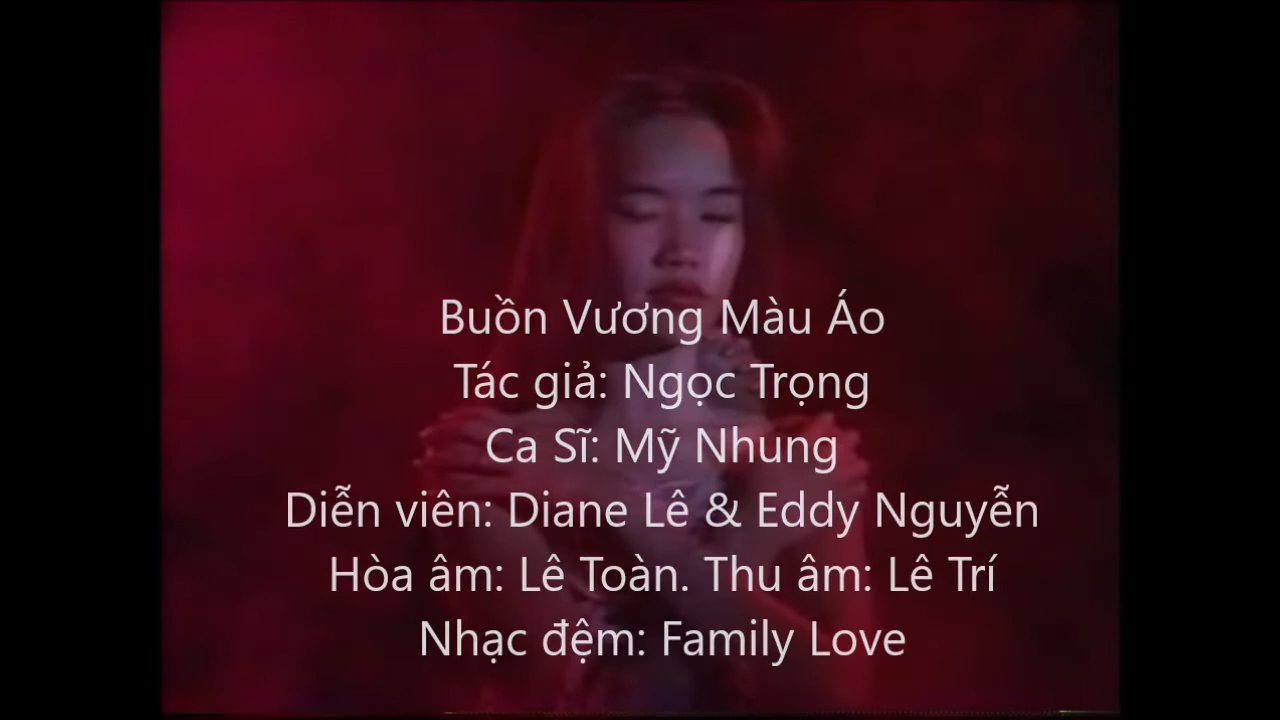 Buồn Vương Màu Áo
Tác giả: Ngọc Trọng
Ca Sĩ: Mỹ Nhung
Diễn viên: Diane Lê & Eddy Nguyễn
Hòa âm: Lê Toàn. Thu âm: Lê Trí
Nhạc đệm: Family Love